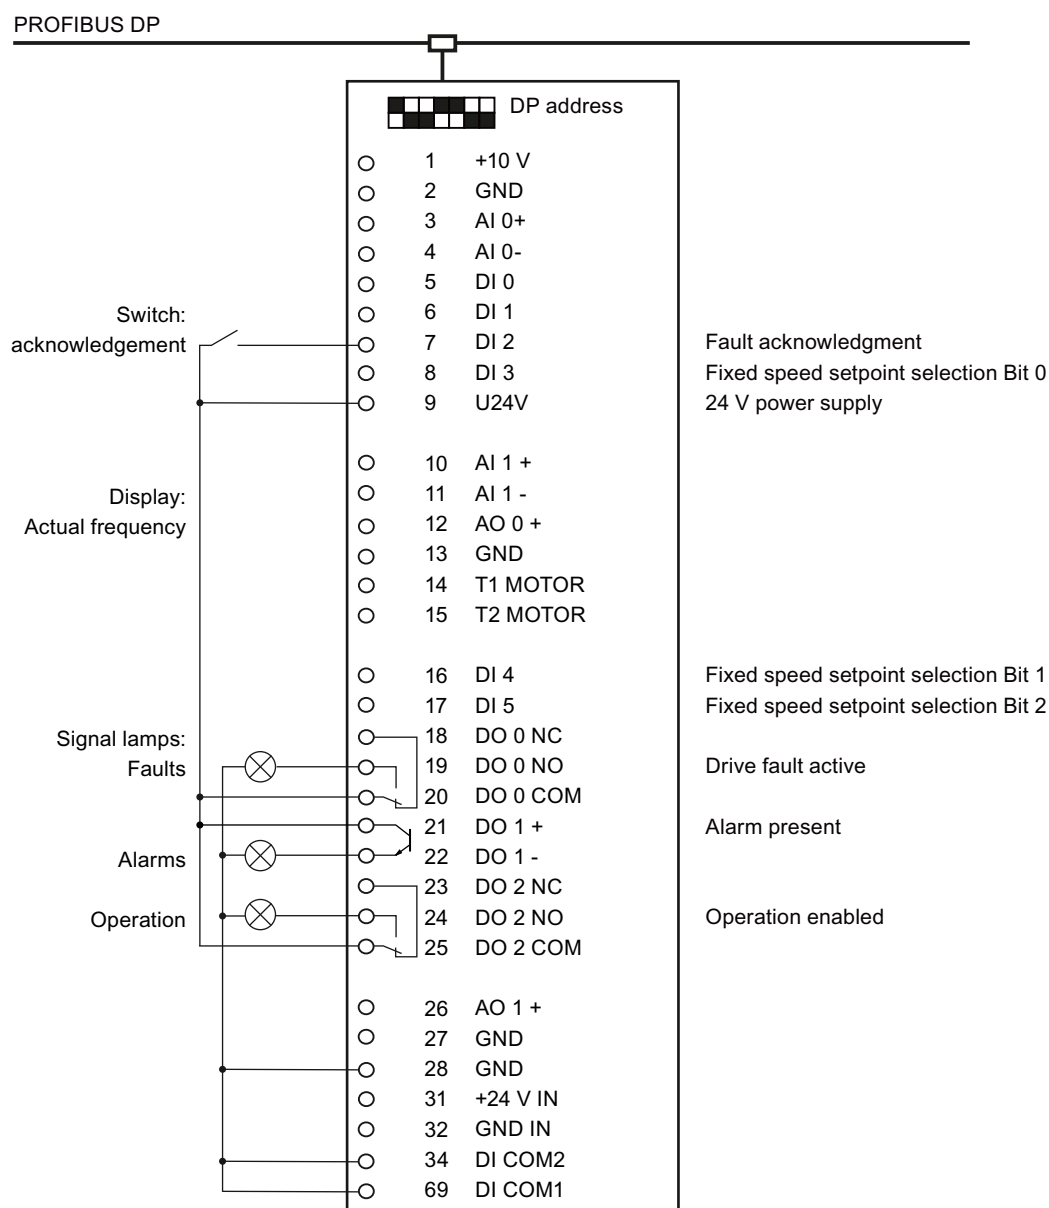 PROFIBUS DP
DP address
1 +10 V
2 GND
3 AI 0+
4 AI 0-
5 DI 0
6 DI 1
Switch:
acknowledgement 7 DI 2 Fault acknowledgment
8 DI 3 Fixed speed setpoint selection Bit 0
9 U24V 24 V power supply
10 AI 1 +
Display:
11 AI 1 -
Actual frequency 12 AO 0 +
13 GND
14 T1 MOTOR
15 T2 MOTOR
16 DI 4 Fixed speed setpoint selection Bit 1
17 DI 5 Fixed speed setpoint selection Bit 2
Signal lamps: 18 DO 0 NC
Faults 19 DO 0 NO Drive fault active
20 DO 0 COM
21 DO 1 + Alarm present
Alarms 22 DO 1 -
23 DO 2 NC
Operation 24 DO 2 NO Operation enabled
25 DO 2 COM
26 AO 1 +
27 GND
28 GND
31 +24 V IN
32 GND IN
34 DI COM2
69 DI COM1